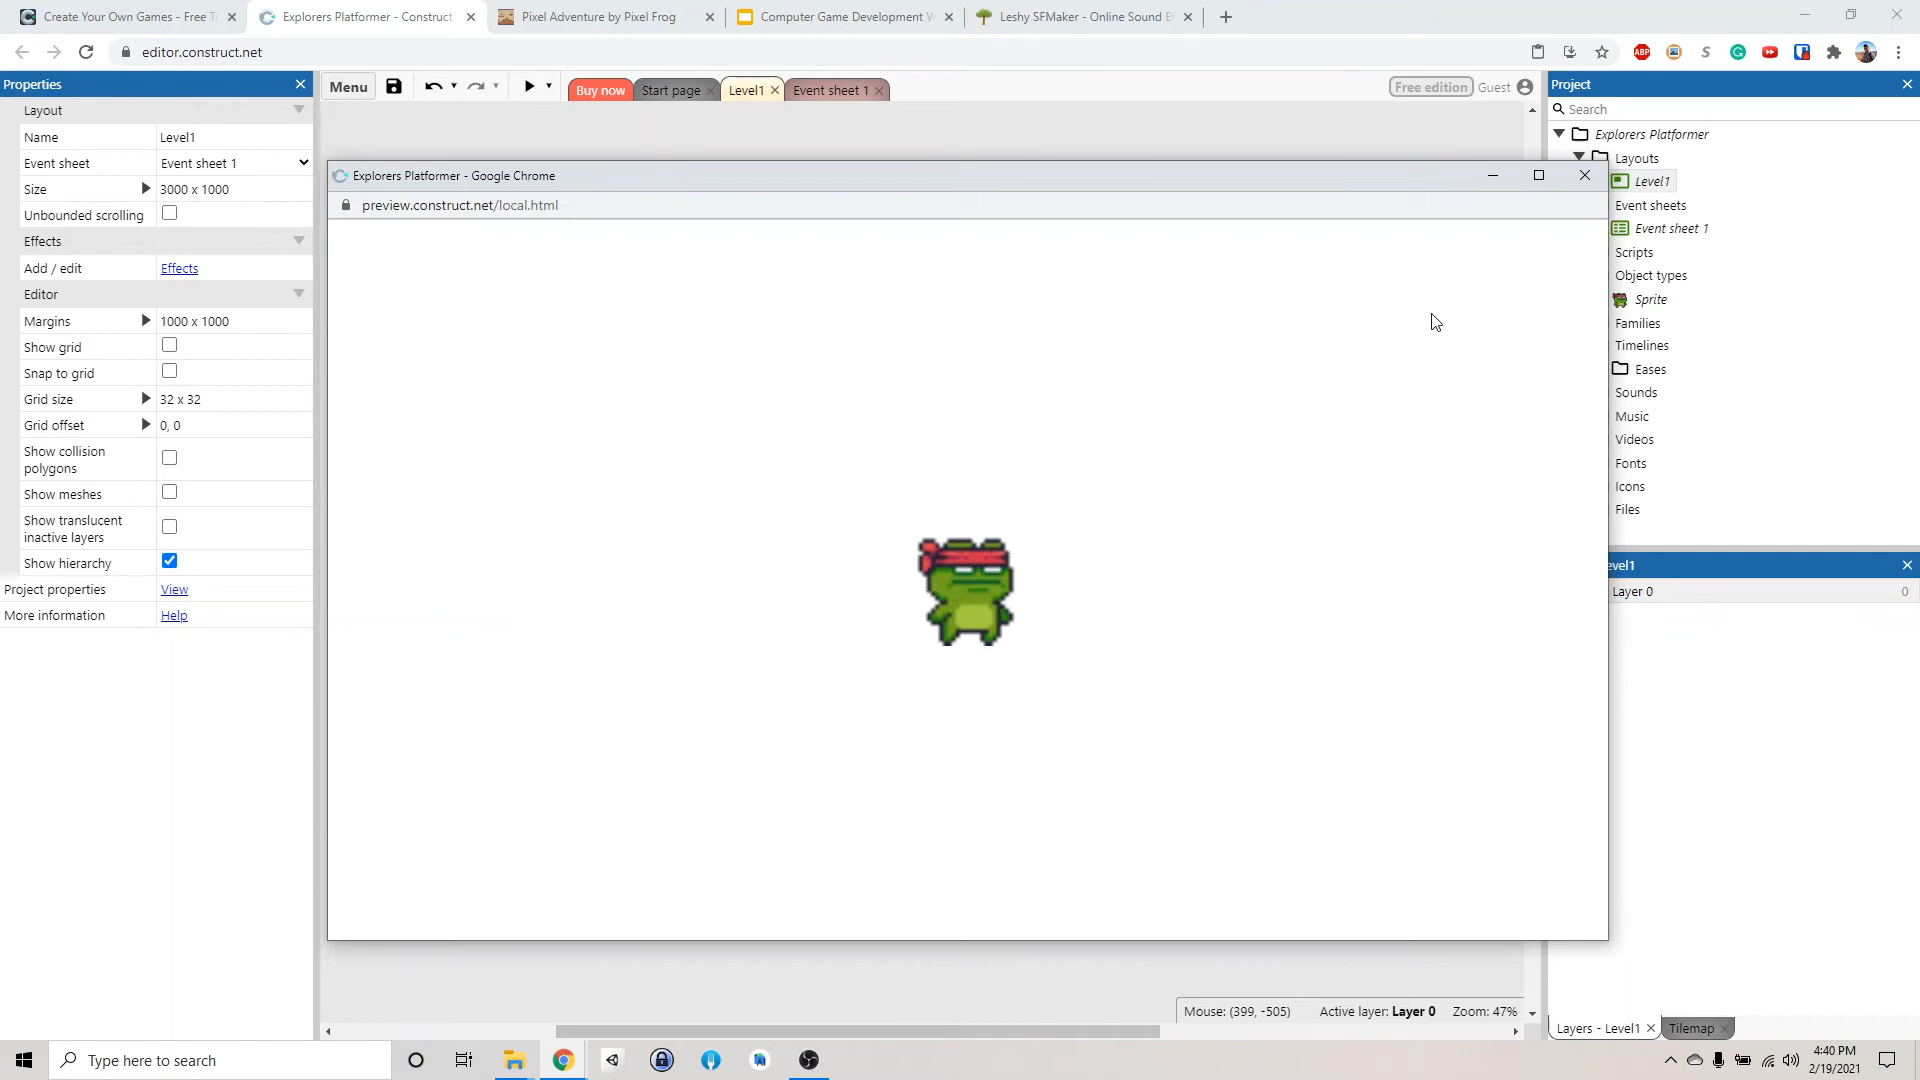 Create Your Own Games - Free T
Explorers Platformer - Construct
Pixel Adventure by Pixel Frog
Computer Game Development W
Leshy SFMaker - Online Sound E
editor.construct.net
ABP
Properties
Layout
Name Level1
Event sheet Event sheet 1
Size 3000 x 1000
Unbounded scrolling
Effects
Add / edit Effects
Editor
Margins 1000 x 1000
Show grid
Snap to grid
Grid size 32 x 32
Grid offset 0, 0
Show collision
polygons
Show meshes
Show translucent
inactive layers
Show hierarchy
Project properties View
More information Help
Menu
Buy now
Start page
Level1
Event sheet 1
Free edition
Guest
Explorers Platformer - Google Chrome
preview.construct.net/local.html
Project
Search
Explorers Platformer
Layouts
Level1
Event sheets
Event sheet 1
Scripts
Object types
Sprite
Families
Timelines
Eases
Sounds
Music
Videos
Fonts
Icons
Files
evel1
Layer 0 0
Mouse: (399, -505) Active layer: Layer 0 Zoom: 47%
Layers - Level1
Tilemap
Type here to search
4:40 PM
2/19/2021